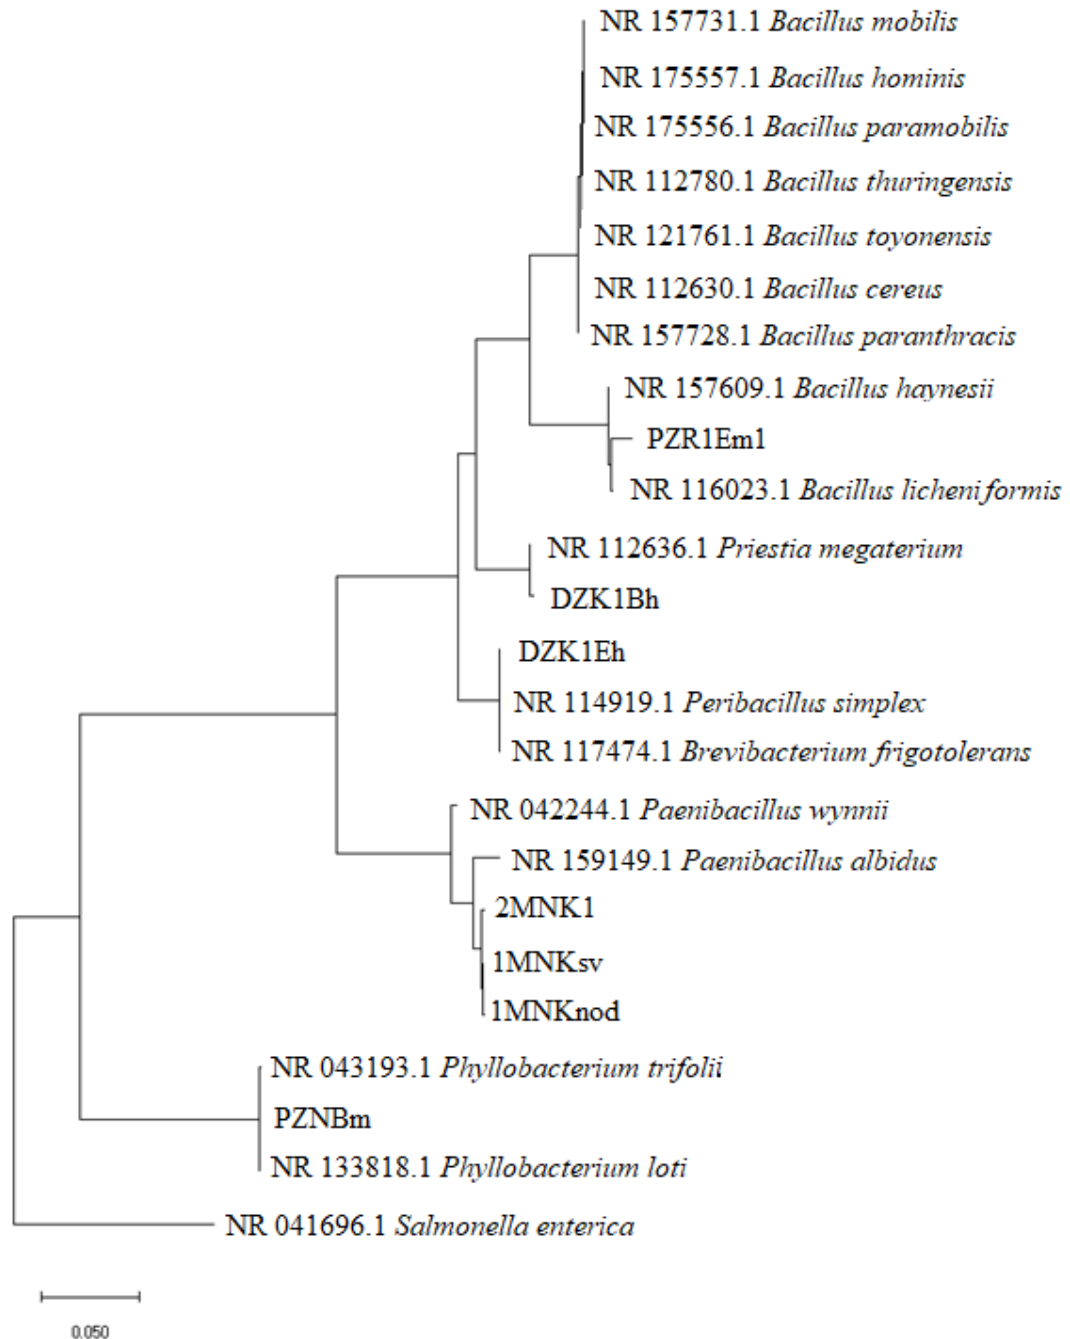 NR 157731.1 Bacillus mobilis
NR 175557.1 Bacillus hominis
NR 175556.1 Bacillus paramobilis
NR 112780.1 Bacillus thuringensis
NR 121761.1 Bacillus toyonensis
NR 112630.1 Bacillus cereus
NR 157728.1 Bacillus paranthracis
NR 157609.1 Bacillus haynesii
PZR1Em1
NR 116023.1 Bacillus licheniformis
NR 112636.1 Priestia megaterium
DZK1Bh
DZK1Eh
NR 114919.1 Peribacillus simplex
NR 117474.1 Brevibacterium frigotolerans
NR 042244.1 Paenibacillus wynnii
NR 159149.1 Paenibacillus albidus
2MNK1
1MNKsv
1MNKnod
NR 043193.1 Phyllobacterium trifolii
PZNBm
NR 133818.1 Phyllobacterium loti
NR 041696.1 Salmonella enterica
0.050